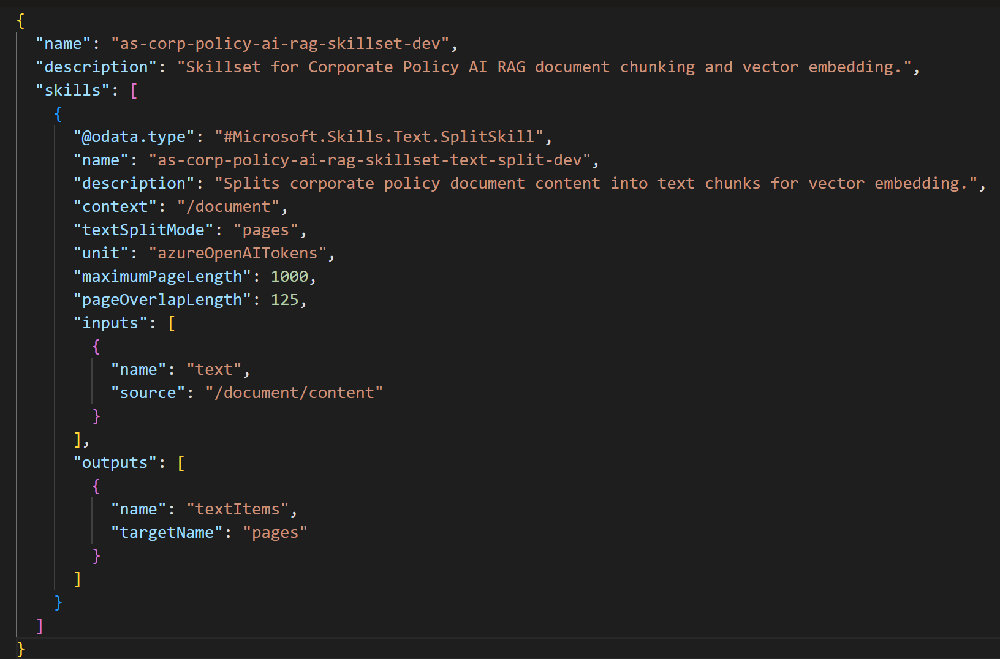 {
  "name": "as-corp-policy-ai-rag-skillset-dev",
  "description": "Skillset for Corporate Policy AI RAG document chunking and vector embedding.",
  "skills": [
    {
      "@odata.type": "#Microsoft.Skills.Text.SplitSkill",
      "name": "as-corp-policy-ai-rag-skillset-text-split-dev",
      "description": "Splits corporate policy document content into text chunks for vector embedding.",
      "context": "/document",
      "textSplitMode": "pages",
      "unit": "azureOpenAITokens",
      "maximumPageLength": 1000,
      "pageOverlapLength": 125,
      "inputs": [
        {
          "name": "text",
          "source": "/document/content"
        }
      ],
      "outputs": [
        {
          "name": "textItems",
          "targetName": "pages"
        }
      ]
    }
  ]
}